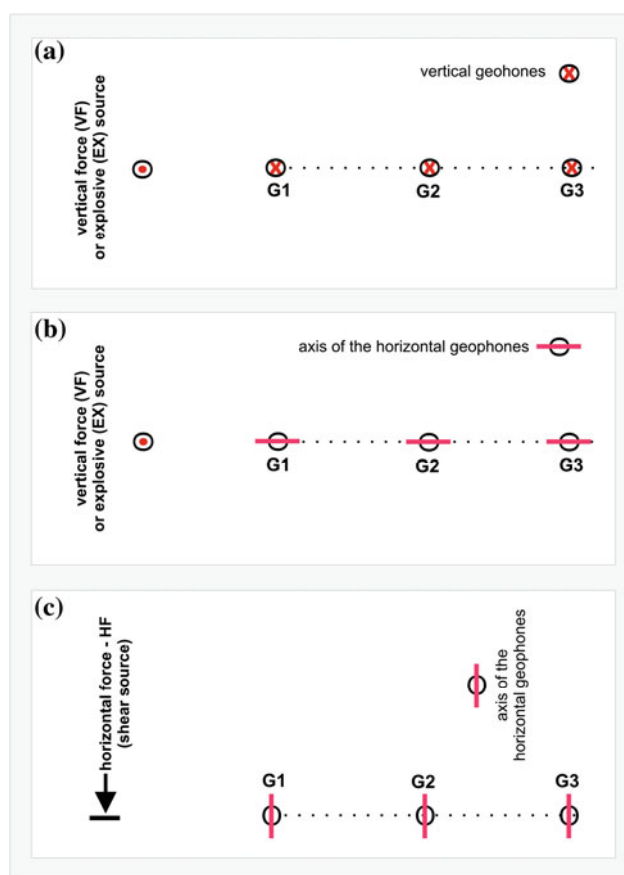 (a)
vertical geohones
vertical force (VF)
or explosive (EX) source
G1
G2
G3
(b)
axis of the horizontal geophones
vertical force (VF)
or explosive (EX) source
G1
G2
G3
(c)
horizontal force - HF
(shear source)
axis of the
horizontal geophones
G1
G2
G3